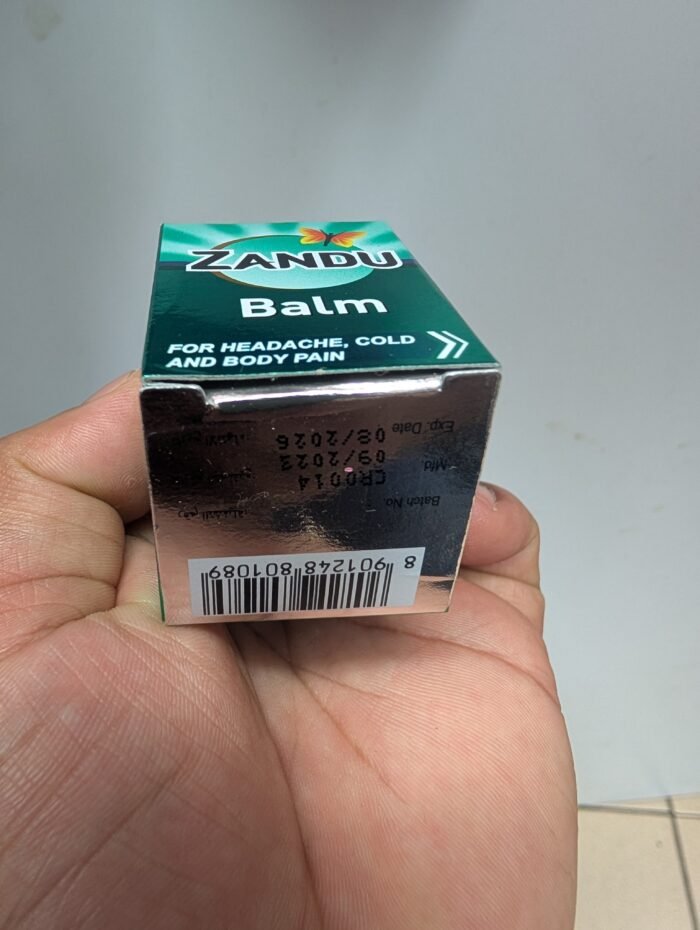 ZANDU
Balm
FOR HEADACHE, COLD
AND BODY PAIN
8 901248 801089
Batch No. CR0014
Mfd. 09/2023
Exp. Date 08/2026